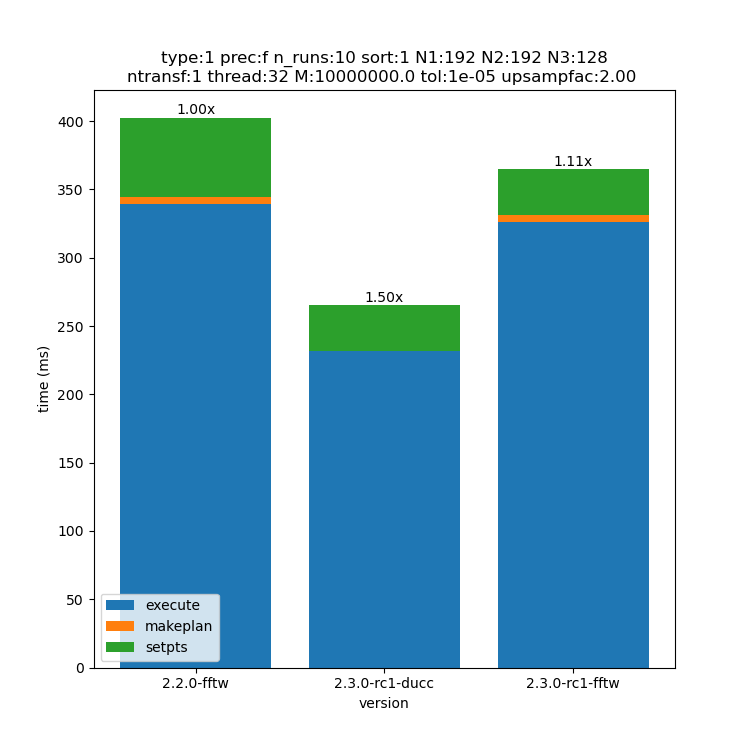 type:1 prec:f n_runs:10 sort:1 N1:192 N2:192 N3:128
ntransf:1 thread:32 M:10000000.0 tol:1e-05 upsampfac:2.00
1.00x
1.50x
1.11x
400
350
300
250
200
150
100
50
0
time (ms)
execute
makeplan
setpts
2.2.0-fftw
2.3.0-rc1-ducc
2.3.0-rc1-fftw
version